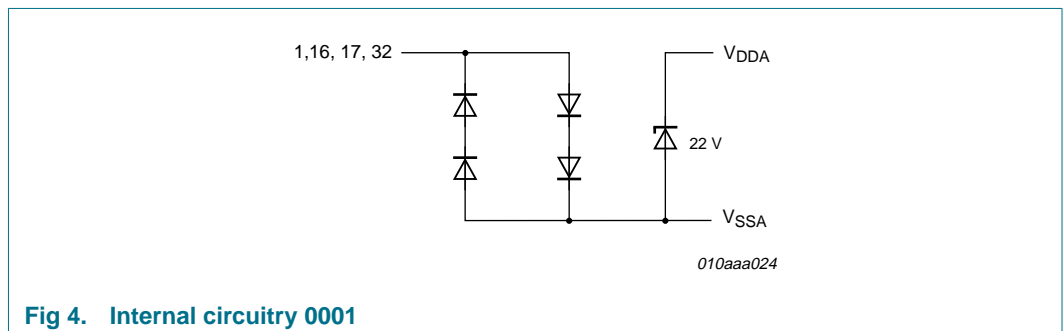 1,16, 17, 32
VDDA
22 V
VSSA
010aaa024
Fig 4. Internal circuitry 0001